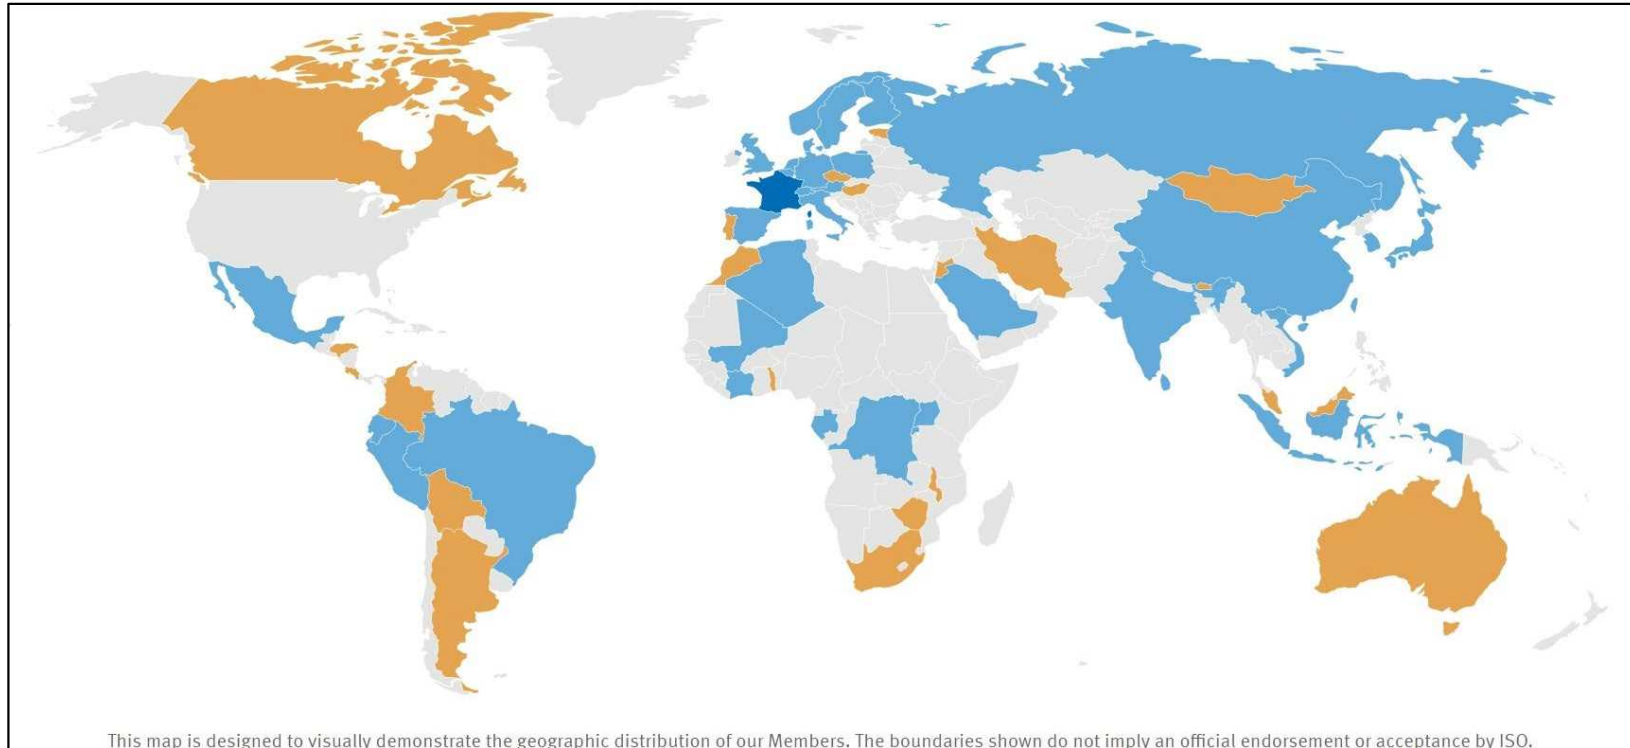 This map is designed to visually demonstrate the geographic distribution of our Members. The boundaries shown do not imply an official endorsement or acceptance by ISO.